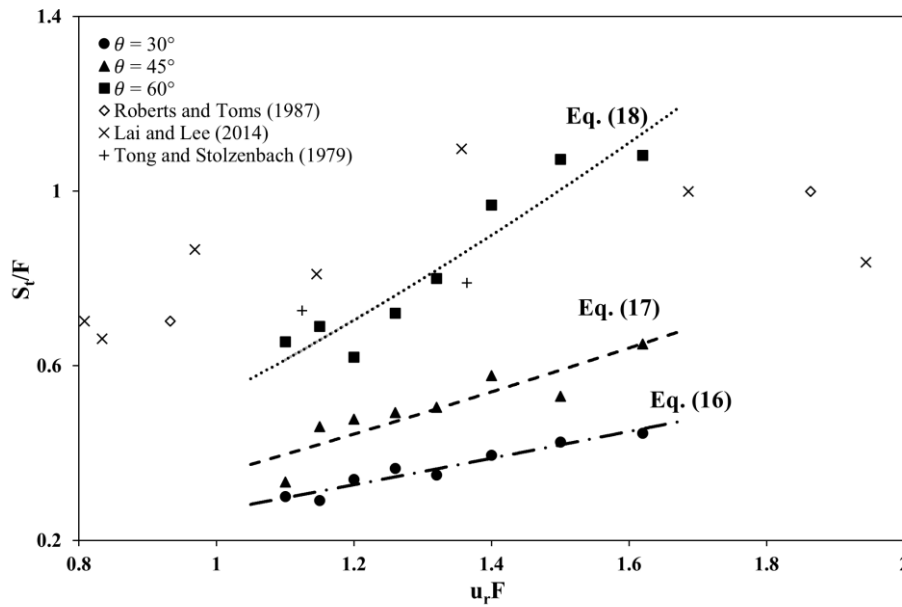 1.4
θ = 30°
θ = 45°
θ = 60°
Roberts and Toms (1987)
Lai and Lee (2014)
Tong and Stolzenbach (1979)
Eq. (18)
1
Sₜ/F
Eq. (17)
0.6
Eq. (16)
0.2
0.8 1 1.2 1.4 1.6 1.8 2
uᵣF